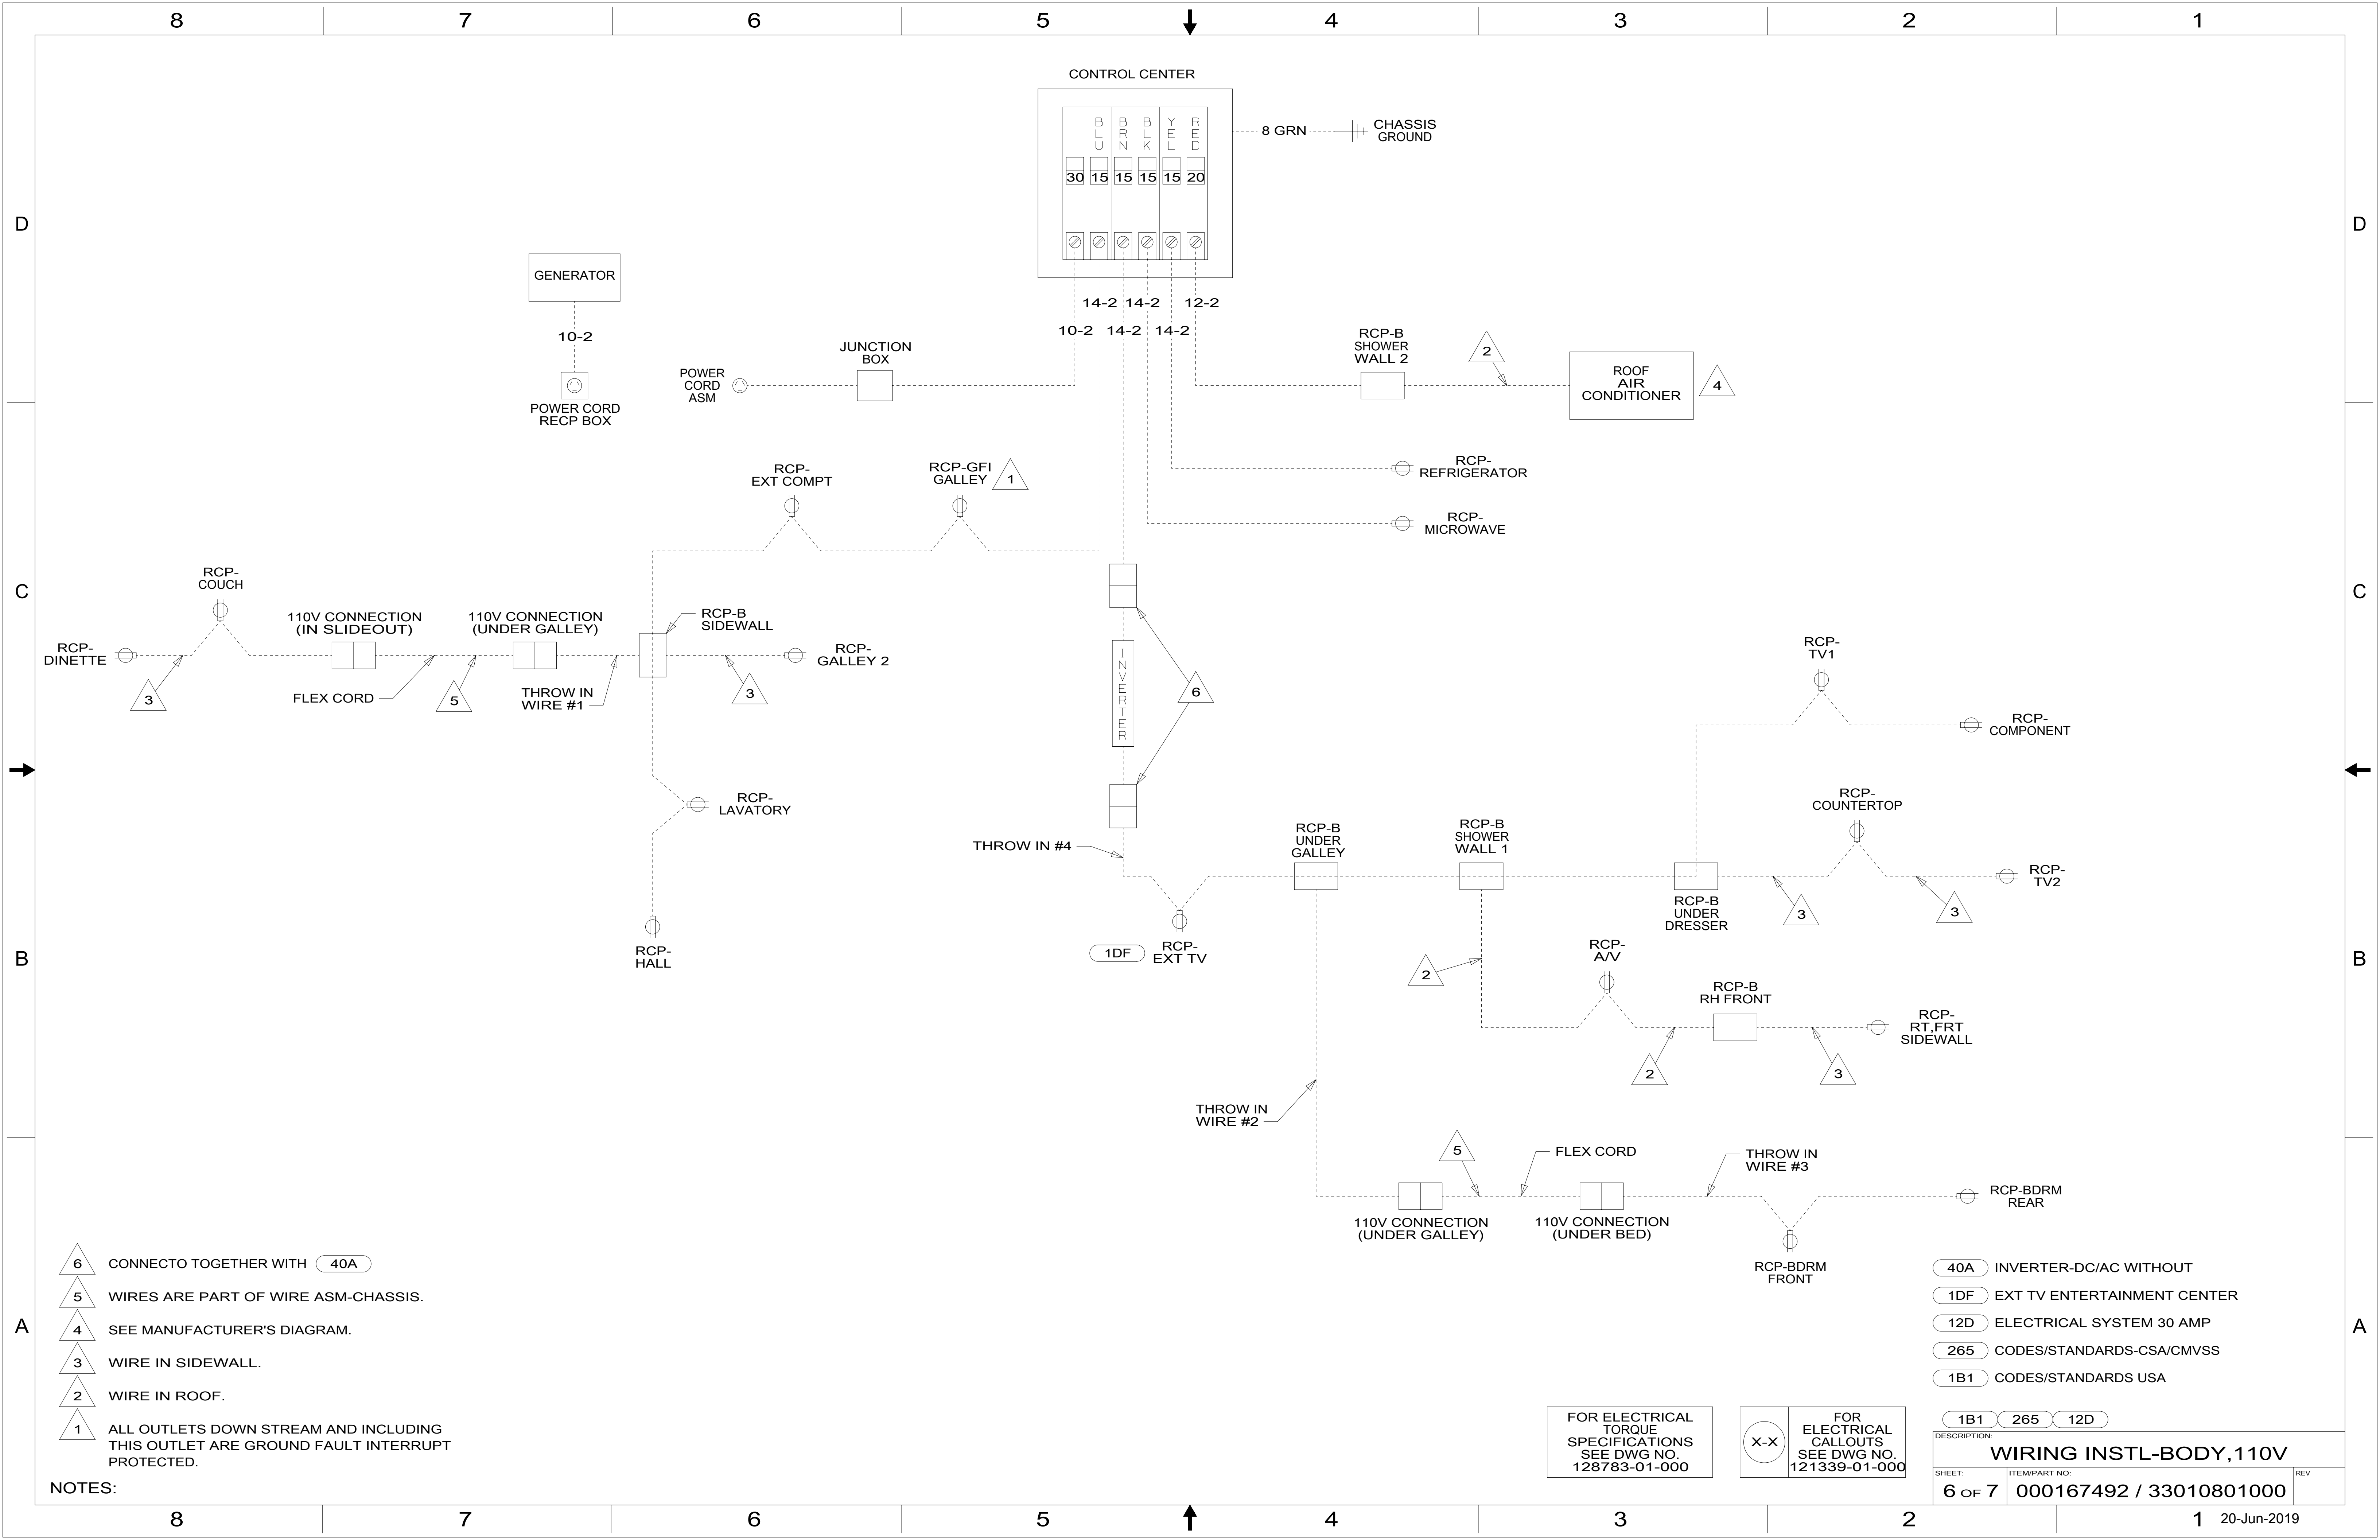 8 7 6 5 4 3 2 1
CONTROL CENTER
BLU BRN BLK YEL RED
30 15 15 15 15 20
8 GRN
CHASSIS
GROUND
D
D
GENERATOR
10-2
POWER CORD
RECP BOX
14-2 14-2 12-2
10-2 14-2 14-2
JUNCTION
BOX
POWER
CORD
ASM
RCP-B
SHOWER
WALL 2
2
ROOF
AIR
CONDITIONER
4
RCP-
EXT COMPT
RCP-GFI
GALLEY
1
RCP-
REFRIGERATOR
RCP-
MICROWAVE
C
C
RCP-
COUCH
110V CONNECTION
(IN SLIDEOUT)
110V CONNECTION
(UNDER GALLEY)
RCP-B
SIDEWALL
RCP-
DINETTE
RCP-
GALLEY 2
3
FLEX CORD
5
THROW IN
WIRE #1
3
INVERTER
6
RCP-
TV1
RCP-
COMPONENT
RCP-
LAVATORY
RCP-
HALL
THROW IN #4
RCP-B
UNDER
GALLEY
RCP-B
SHOWER
WALL 1
RCP-
COUNTERTOP
RCP-
TV2
RCP-B
UNDER
DRESSER
3
3
B
B
1DF
RCP-
EXT TV
2
RCP-
A/V
RCP-B
RH FRONT
RCP-
RT,FRT
SIDEWALL
2
3
THROW IN
WIRE #2
5
FLEX CORD
THROW IN
WIRE #3
110V CONNECTION
(UNDER GALLEY)
110V CONNECTION
(UNDER BED)
RCP-BDRM
REAR
RCP-BDRM
FRONT
A
A
6 CONNECTO TOGETHER WITH 40A
5 WIRES ARE PART OF WIRE ASM-CHASSIS.
4 SEE MANUFACTURER'S DIAGRAM.
3 WIRE IN SIDEWALL.
2 WIRE IN ROOF.
1 ALL OUTLETS DOWN STREAM AND INCLUDING
THIS OUTLET ARE GROUND FAULT INTERRUPT
PROTECTED.
NOTES:
40A INVERTER-DC/AC WITHOUT
1DF EXT TV ENTERTAINMENT CENTER
12D ELECTRICAL SYSTEM 30 AMP
265 CODES/STANDARDS-CSA/CMVSS
1B1 CODES/STANDARDS USA
FOR ELECTRICAL
TORQUE
SPECIFICATIONS
SEE DWG NO.
128783-01-000
X-X
FOR
ELECTRICAL
CALLOUTS
SEE DWG NO.
121339-01-000
1B1 265 12D
DESCRIPTION:
WIRING INSTL-BODY,110V
SHEET: ITEM/PART NO: REV
6 OF 7 000167492 / 33010801000
8 7 6 5 4 3 2 1
20-Jun-2019